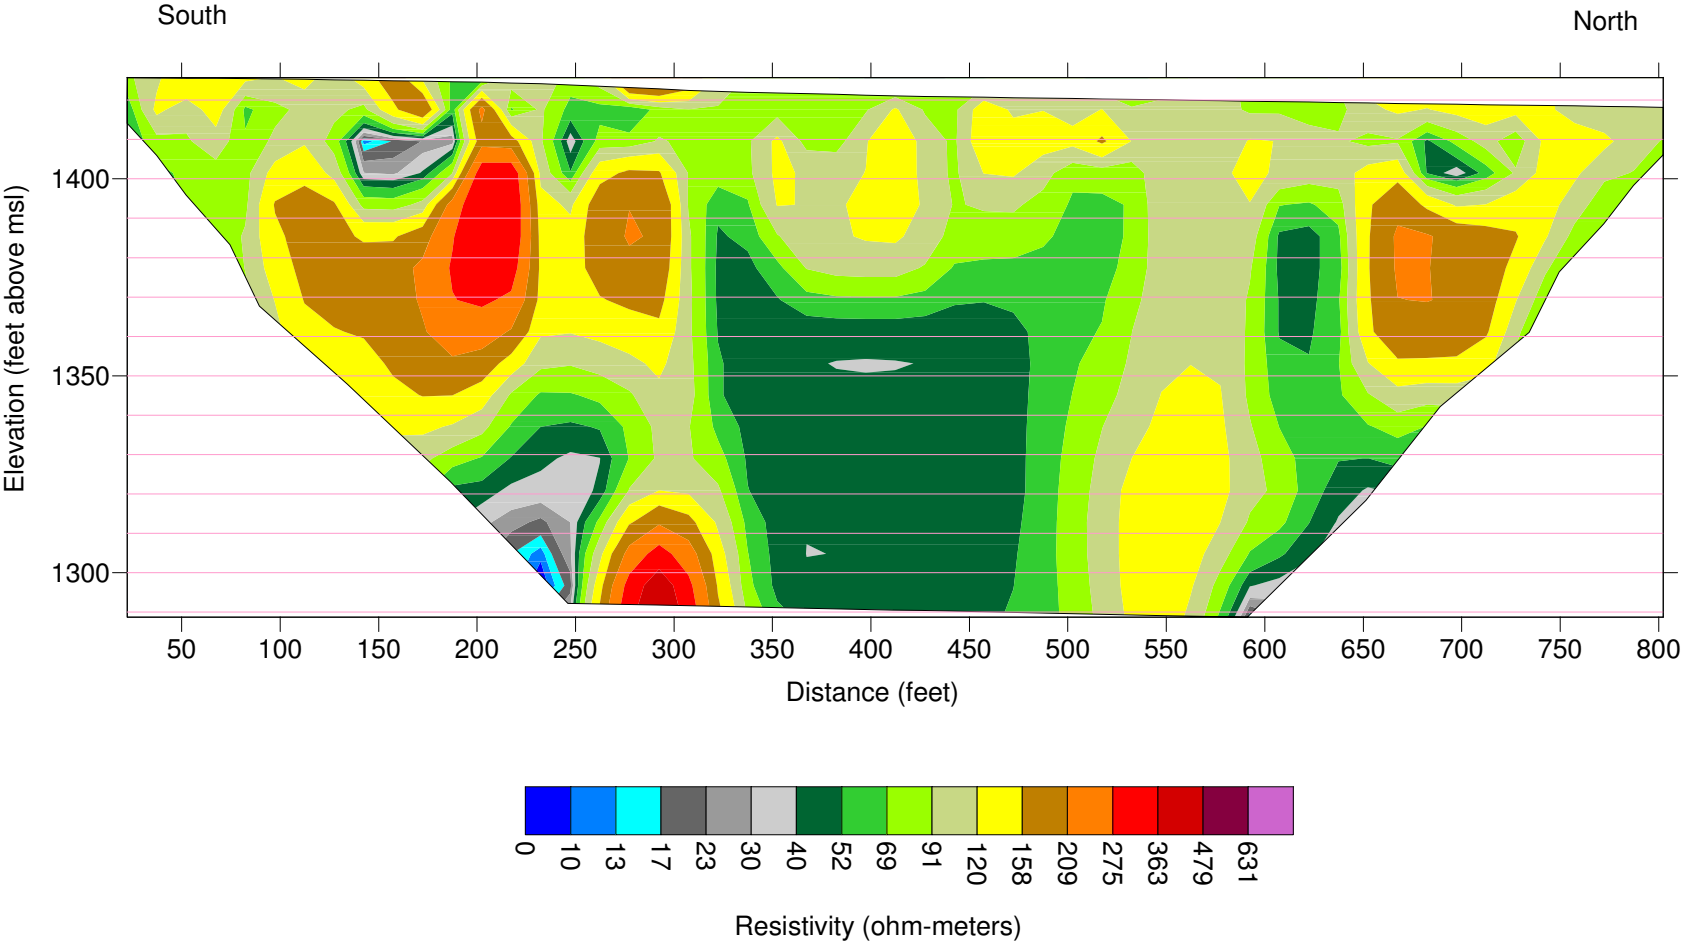 South
North
Elevation (feet above msl)
1400
1350
1300
50 100 150 200 250 300 350 400 450 500 550 600 650 700 750 800
Distance (feet)
0 10 13 17 23 30 40 52 69 91 120 158 209 275 363 479 631
Resistivity (ohm-meters)